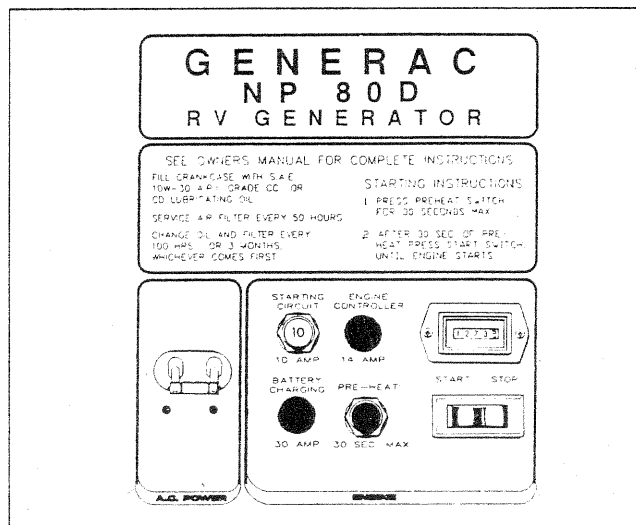 GENERAC
NP 80D
RV GENERATOR
SEE OWNERS MANUAL FOR COMPLETE INSTRUCTIONS
FILL CRANKCASE WITH S.A.E.
10W-30 A.P.I. GRADE CC OR
CD LUBRICATING OIL
SERVICE AIR FILTER EVERY 50 HOURS
CHANGE OIL AND FILTER EVERY
100 HRS. OR 3 MONTHS,
WHICHEVER COMES FIRST
STARTING INSTRUCTIONS
1 PRESS PREHEAT SWITCH
FOR 30 SECONDS MAX
2 AFTER 30 SEC OF PRE-
HEAT PRESS START SWITCH
UNTIL ENGINE STARTS
STARTING
CIRCUIT
10
10 AMP
ENGINE
CONTROLLER
14 AMP
BATTERY
CHARGING
30 AMP
PRE-HEAT
30 SEC MAX
START STOP
A.C. POWER
ENGINE